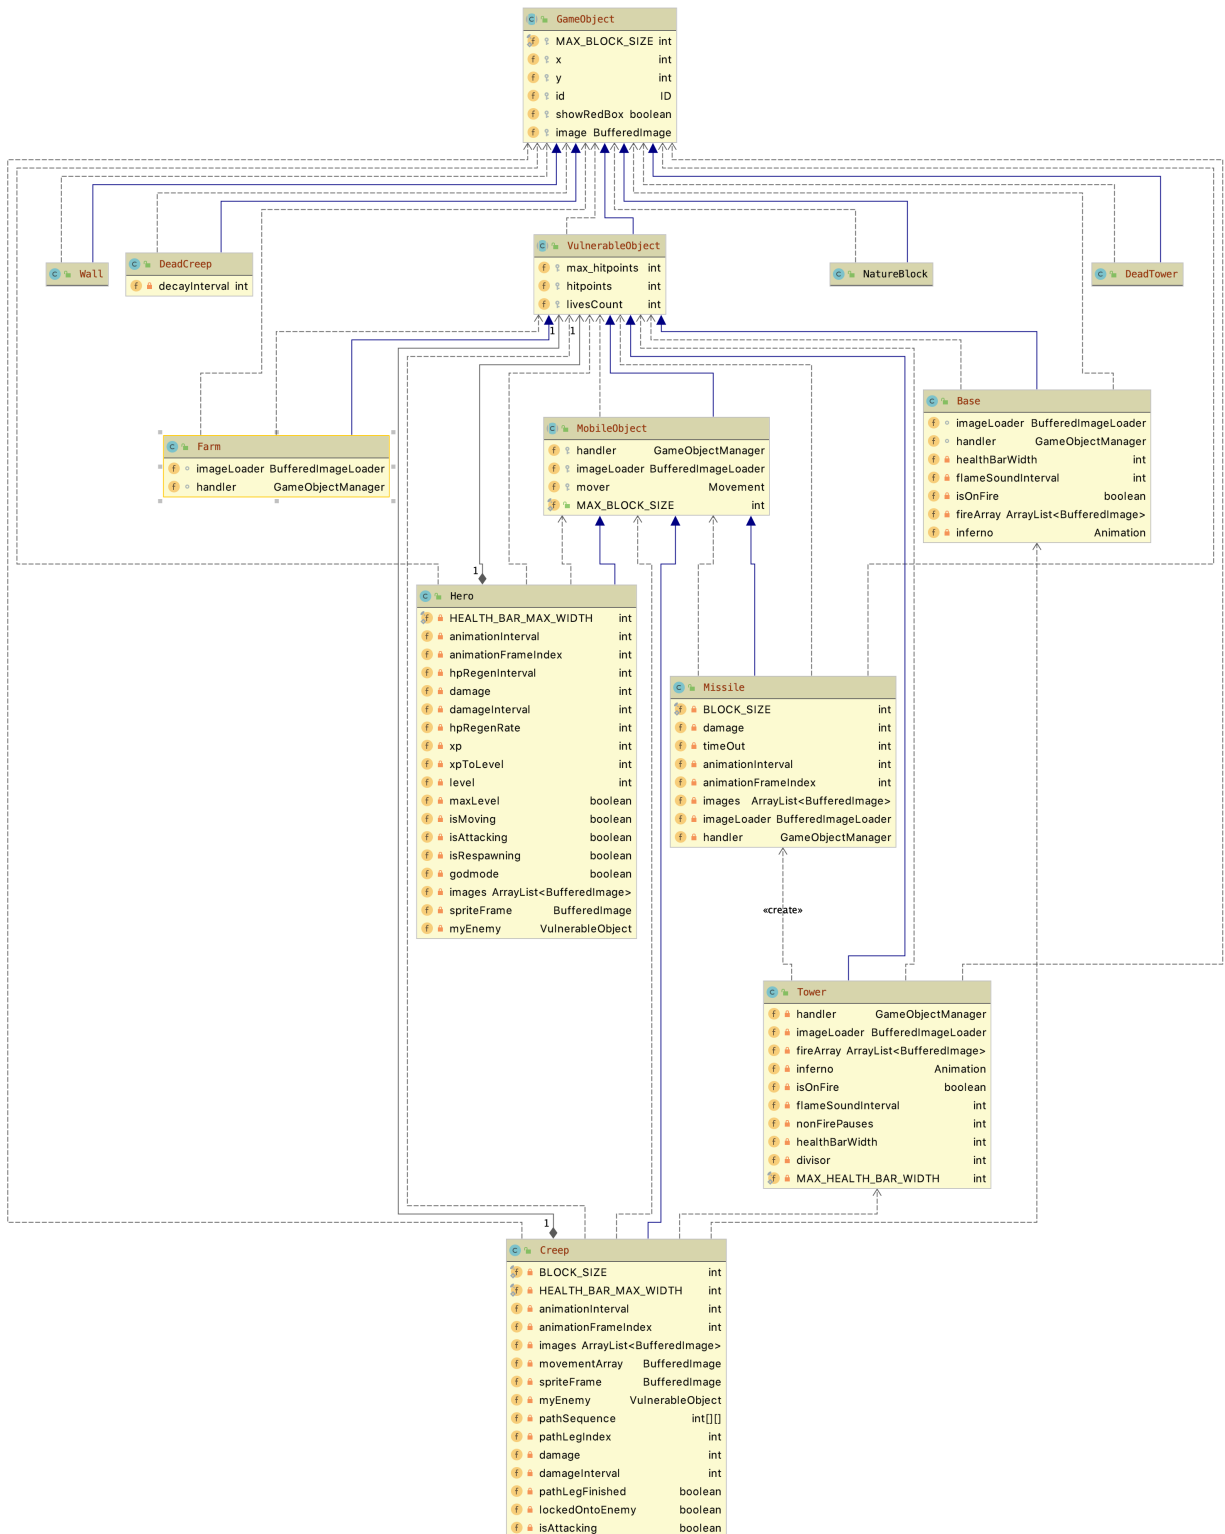 GameObject
MAX_BLOCK_SIZE int
x int
y int
id ID
showRedBox boolean
image BufferedImage
Wall
DeadCreep
decayInterval int
VulnerableObject
max_hitpoints int
hitpoints int
livesCount int
NatureBlock
DeadTower
1 1
Farm
imageLoader BufferedImageLoader
handler GameObjectManager
MobileObject
handler GameObjectManager
imageLoader BufferedImageLoader
mover Movement
MAX_BLOCK_SIZE int
Base
imageLoader BufferedImageLoader
handler GameObjectManager
healthBarWidth int
flameSoundInterval int
isOnFire boolean
fireArray ArrayList<BufferedImage>
inferno Animation
1
Hero
HEALTH_BAR_MAX_WIDTH int
animationInterval int
animationFrameIndex int
hpRegenInterval int
damage int
damageInterval int
hpRegenRate int
xp int
xpToLevel int
level int
maxLevel boolean
isMoving boolean
isAttacking boolean
isRespawning boolean
godmode boolean
images ArrayList<BufferedImage>
spriteFrame BufferedImage
myEnemy VulnerableObject
Missile
BLOCK_SIZE int
damage int
timeOut int
animationInterval int
animationFrameIndex int
images ArrayList<BufferedImage>
imageLoader BufferedImageLoader
handler GameObjectManager
«create»
Tower
handler GameObjectManager
imageLoader BufferedImageLoader
fireArray ArrayList<BufferedImage>
inferno Animation
isOnFire boolean
flameSoundInterval int
nonFirePauses int
healthBarWidth int
divisor int
MAX_HEALTH_BAR_WIDTH int
1
Creep
BLOCK_SIZE int
HEALTH_BAR_MAX_WIDTH int
animationInterval int
animationFrameIndex int
images ArrayList<BufferedImage>
movementArray BufferedImage
spriteFrame BufferedImage
myEnemy VulnerableObject
pathSequence int[][]
pathLegIndex int
damage int
damageInterval int
pathLegFinished boolean
lockedOntoEnemy boolean
isAttacking boolean